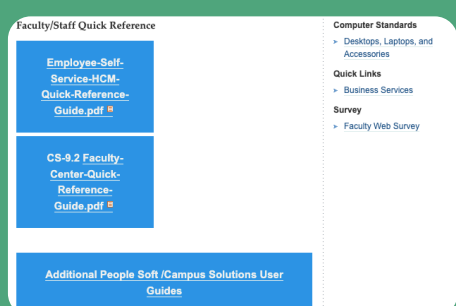 Faculty/Staff Quick Reference
Employee-Self-
Service-HCM-
Quick-Reference-
Guide.pdf
CS-9.2 Faculty-
Center-Quick-
Reference-
Guide.pdf
Additional People Soft /Campus Solutions User
Guides
Computer Standards
Desktops, Laptops, and
Accessories
Quick Links
Business Services
Survey
Faculty Web Survey